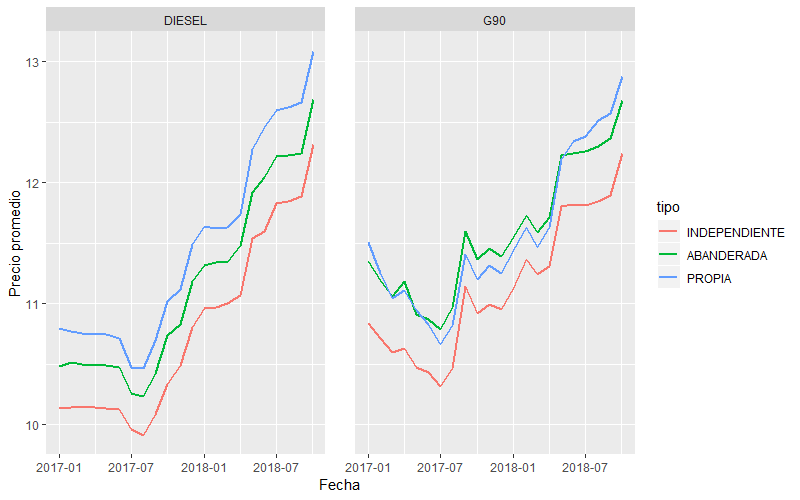 DIESEL
G90
13
12
11
10
Precio promedio
2017-01
2017-07
2018-01
2018-07
2017-01
2017-07
2018-01
2018-07
Fecha
tipo
INDEPENDIENTE
ABANDERADA
PROPIA